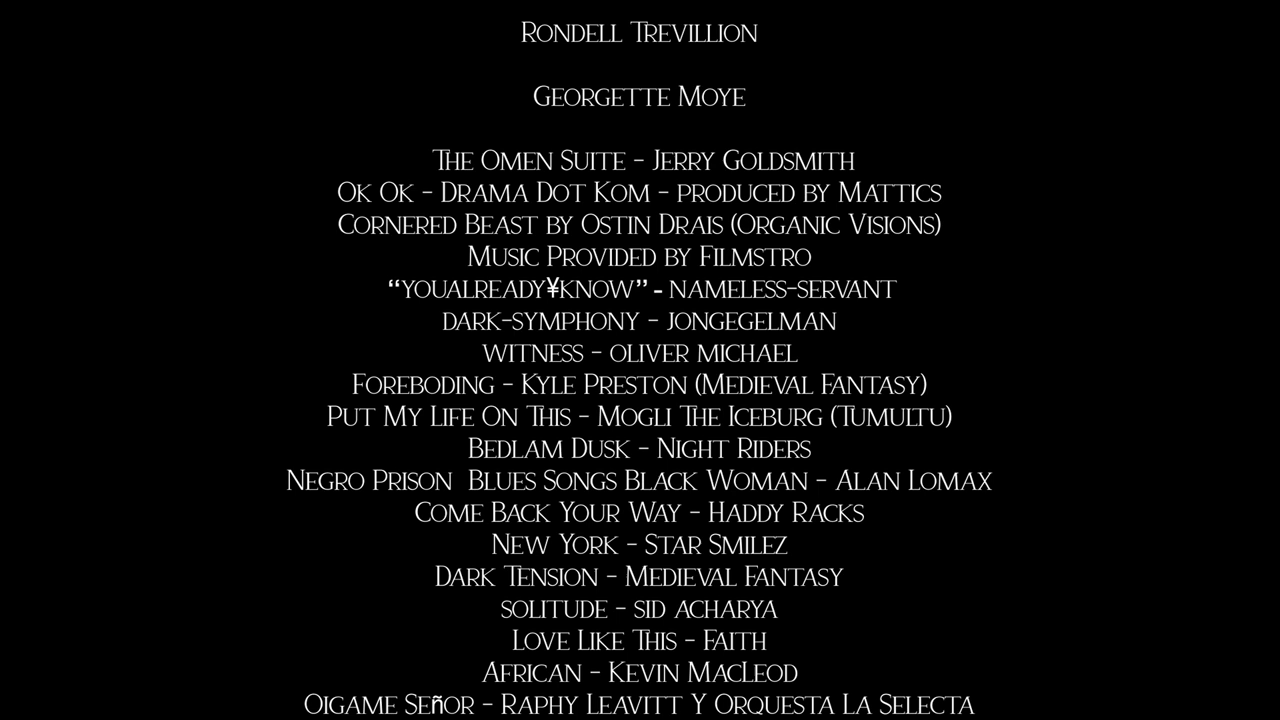 Rondell Trevillion
Georgette Moye
The Omen Suite - Jerry Goldsmith
Ok Ok - Drama Dot Kom - produced by Mattics
Cornered Beast by Ostin Drais (Organic Visions)
Music Provided by Filmstro
“youalready¥know” - nameless-servant
dark-symphony - jongegelman
witness - oliver michael
Foreboding - Kyle Preston (Medieval Fantasy)
Put My Life On This - Mogli The Iceburg (Tumultu)
Bedlam Dusk - Night Riders
Negro Prison  Blues Songs Black Woman - Alan Lomax
Come Back Your Way - Haddy Racks
New York - Star Smilez
Dark Tension - Medieval Fantasy
solitude - sid acharya
Love Like This - Faith
African - Kevin MacLeod
Oigame Señor - Raphy Leavitt Y Orquesta La Selecta